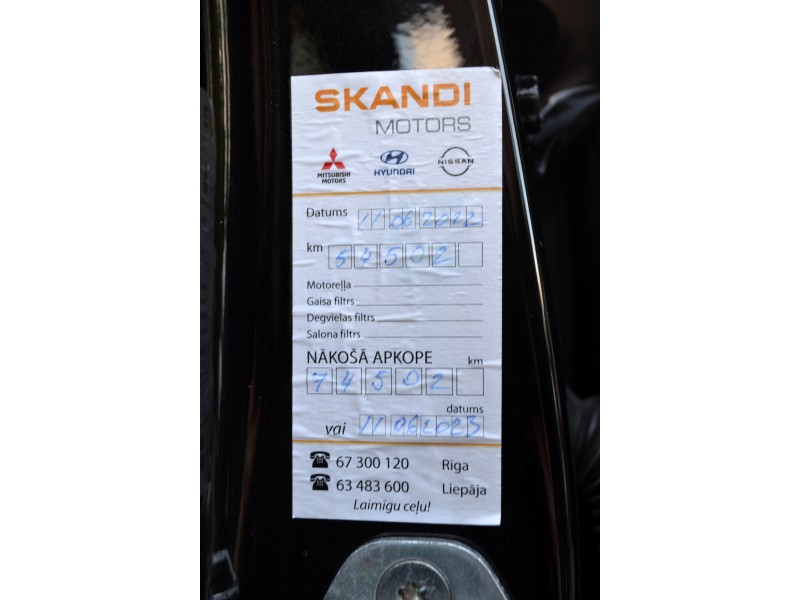 SKANDI
MOTORS
MITSUBISHI MOTORS HYUNDAI NISSAN
Datums 11 06 2022
km 54502
Motoreļļa
Gaisa filtrs
Degvielas filtrs
Salona filtrs
NĀKOŠĀ APKOPE km
74502
datums
vai 11 06 2023
67 300 120 Rīga
63 483 600 Liepāja
Laimīgu ceļu!